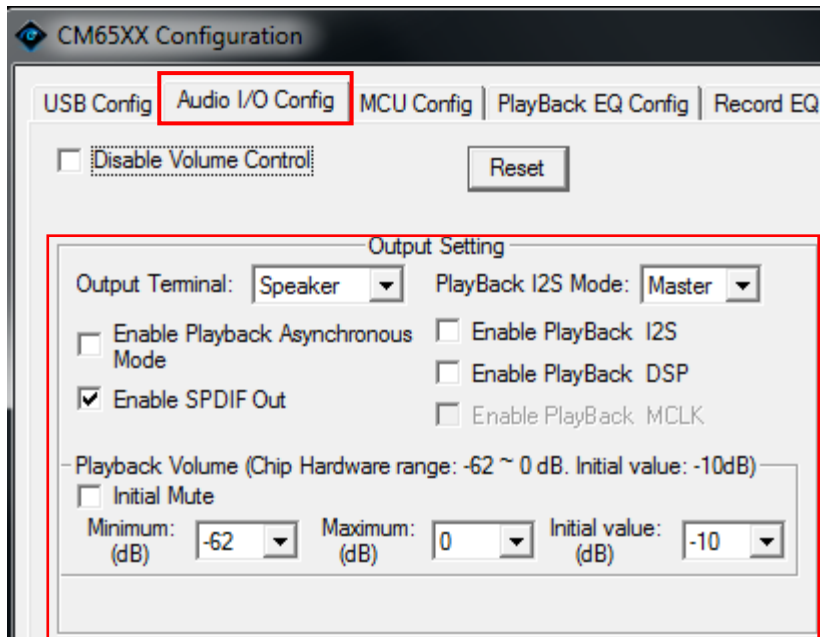 CM65XX Configuration
USB Config Audio I/O Config MCU Config PlayBack EQ Config Record EQ
Disable Volume Control Reset
Output Setting
Output Terminal: Speaker PlayBack I2S Mode: Master
Enable Playback Asynchronous Mode
Enable PlayBack I2S
Enable PlayBack DSP
Enable SPDIF Out
Enable PlayBack MCLK
Playback Volume (Chip Hardware range: -62 ~ 0 dB. Initial value: -10dB)
Initial Mute
Minimum: (dB) -62 Maximum: (dB) 0 Initial value: (dB) -10